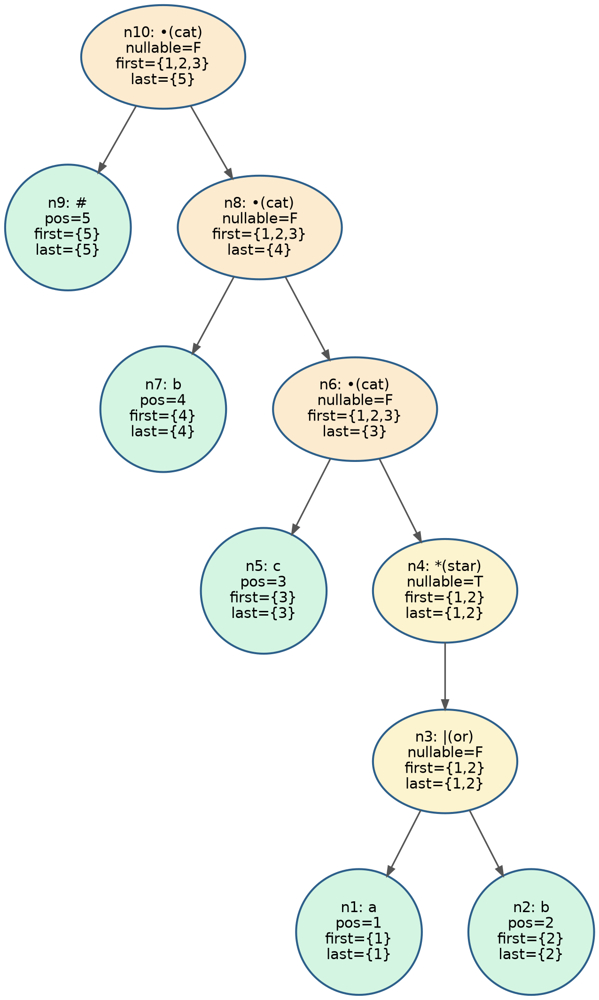 n10: •(cat)
nullable=F
first={1,2,3}
last={5}
n9: #
pos=5
first={5}
last={5}
n8: •(cat)
nullable=F
first={1,2,3}
last={4}
n7: b
pos=4
first={4}
last={4}
n6: •(cat)
nullable=F
first={1,2,3}
last={3}
n5: c
pos=3
first={3}
last={3}
n4: *(star)
nullable=T
first={1,2}
last={1,2}
n3: |(or)
nullable=F
first={1,2}
last={1,2}
n1: a
pos=1
first={1}
last={1}
n2: b
pos=2
first={2}
last={2}